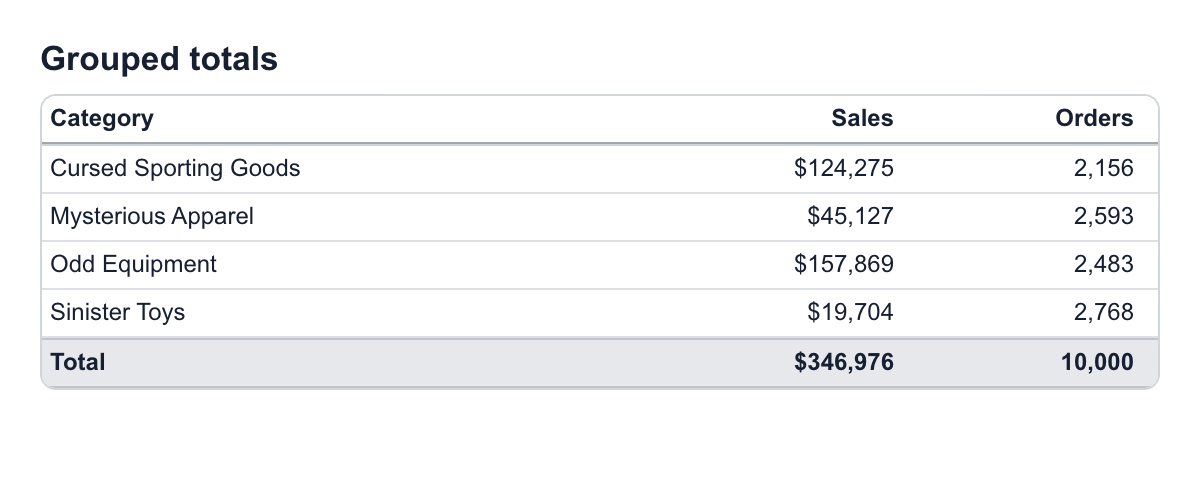 Grouped totals
Category Sales Orders
Cursed Sporting Goods $124,275 2,156
Mysterious Apparel $45,127 2,593
Odd Equipment $157,869 2,483
Sinister Toys $19,704 2,768
Total $346,976 10,000